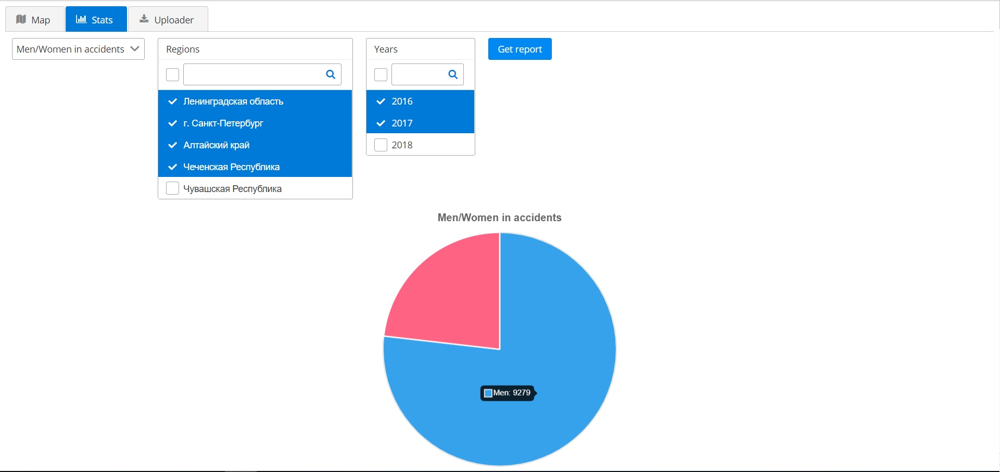 Map Stats Uploader
Men/Women in accidents
Regions
Ленинградская область
г. Санкт-Петербург
Алтайский край
Чеченская Республика
Чувашская Республика
Years
2016
2017
2018
Get report
Men/Women in accidents
Men: 9279